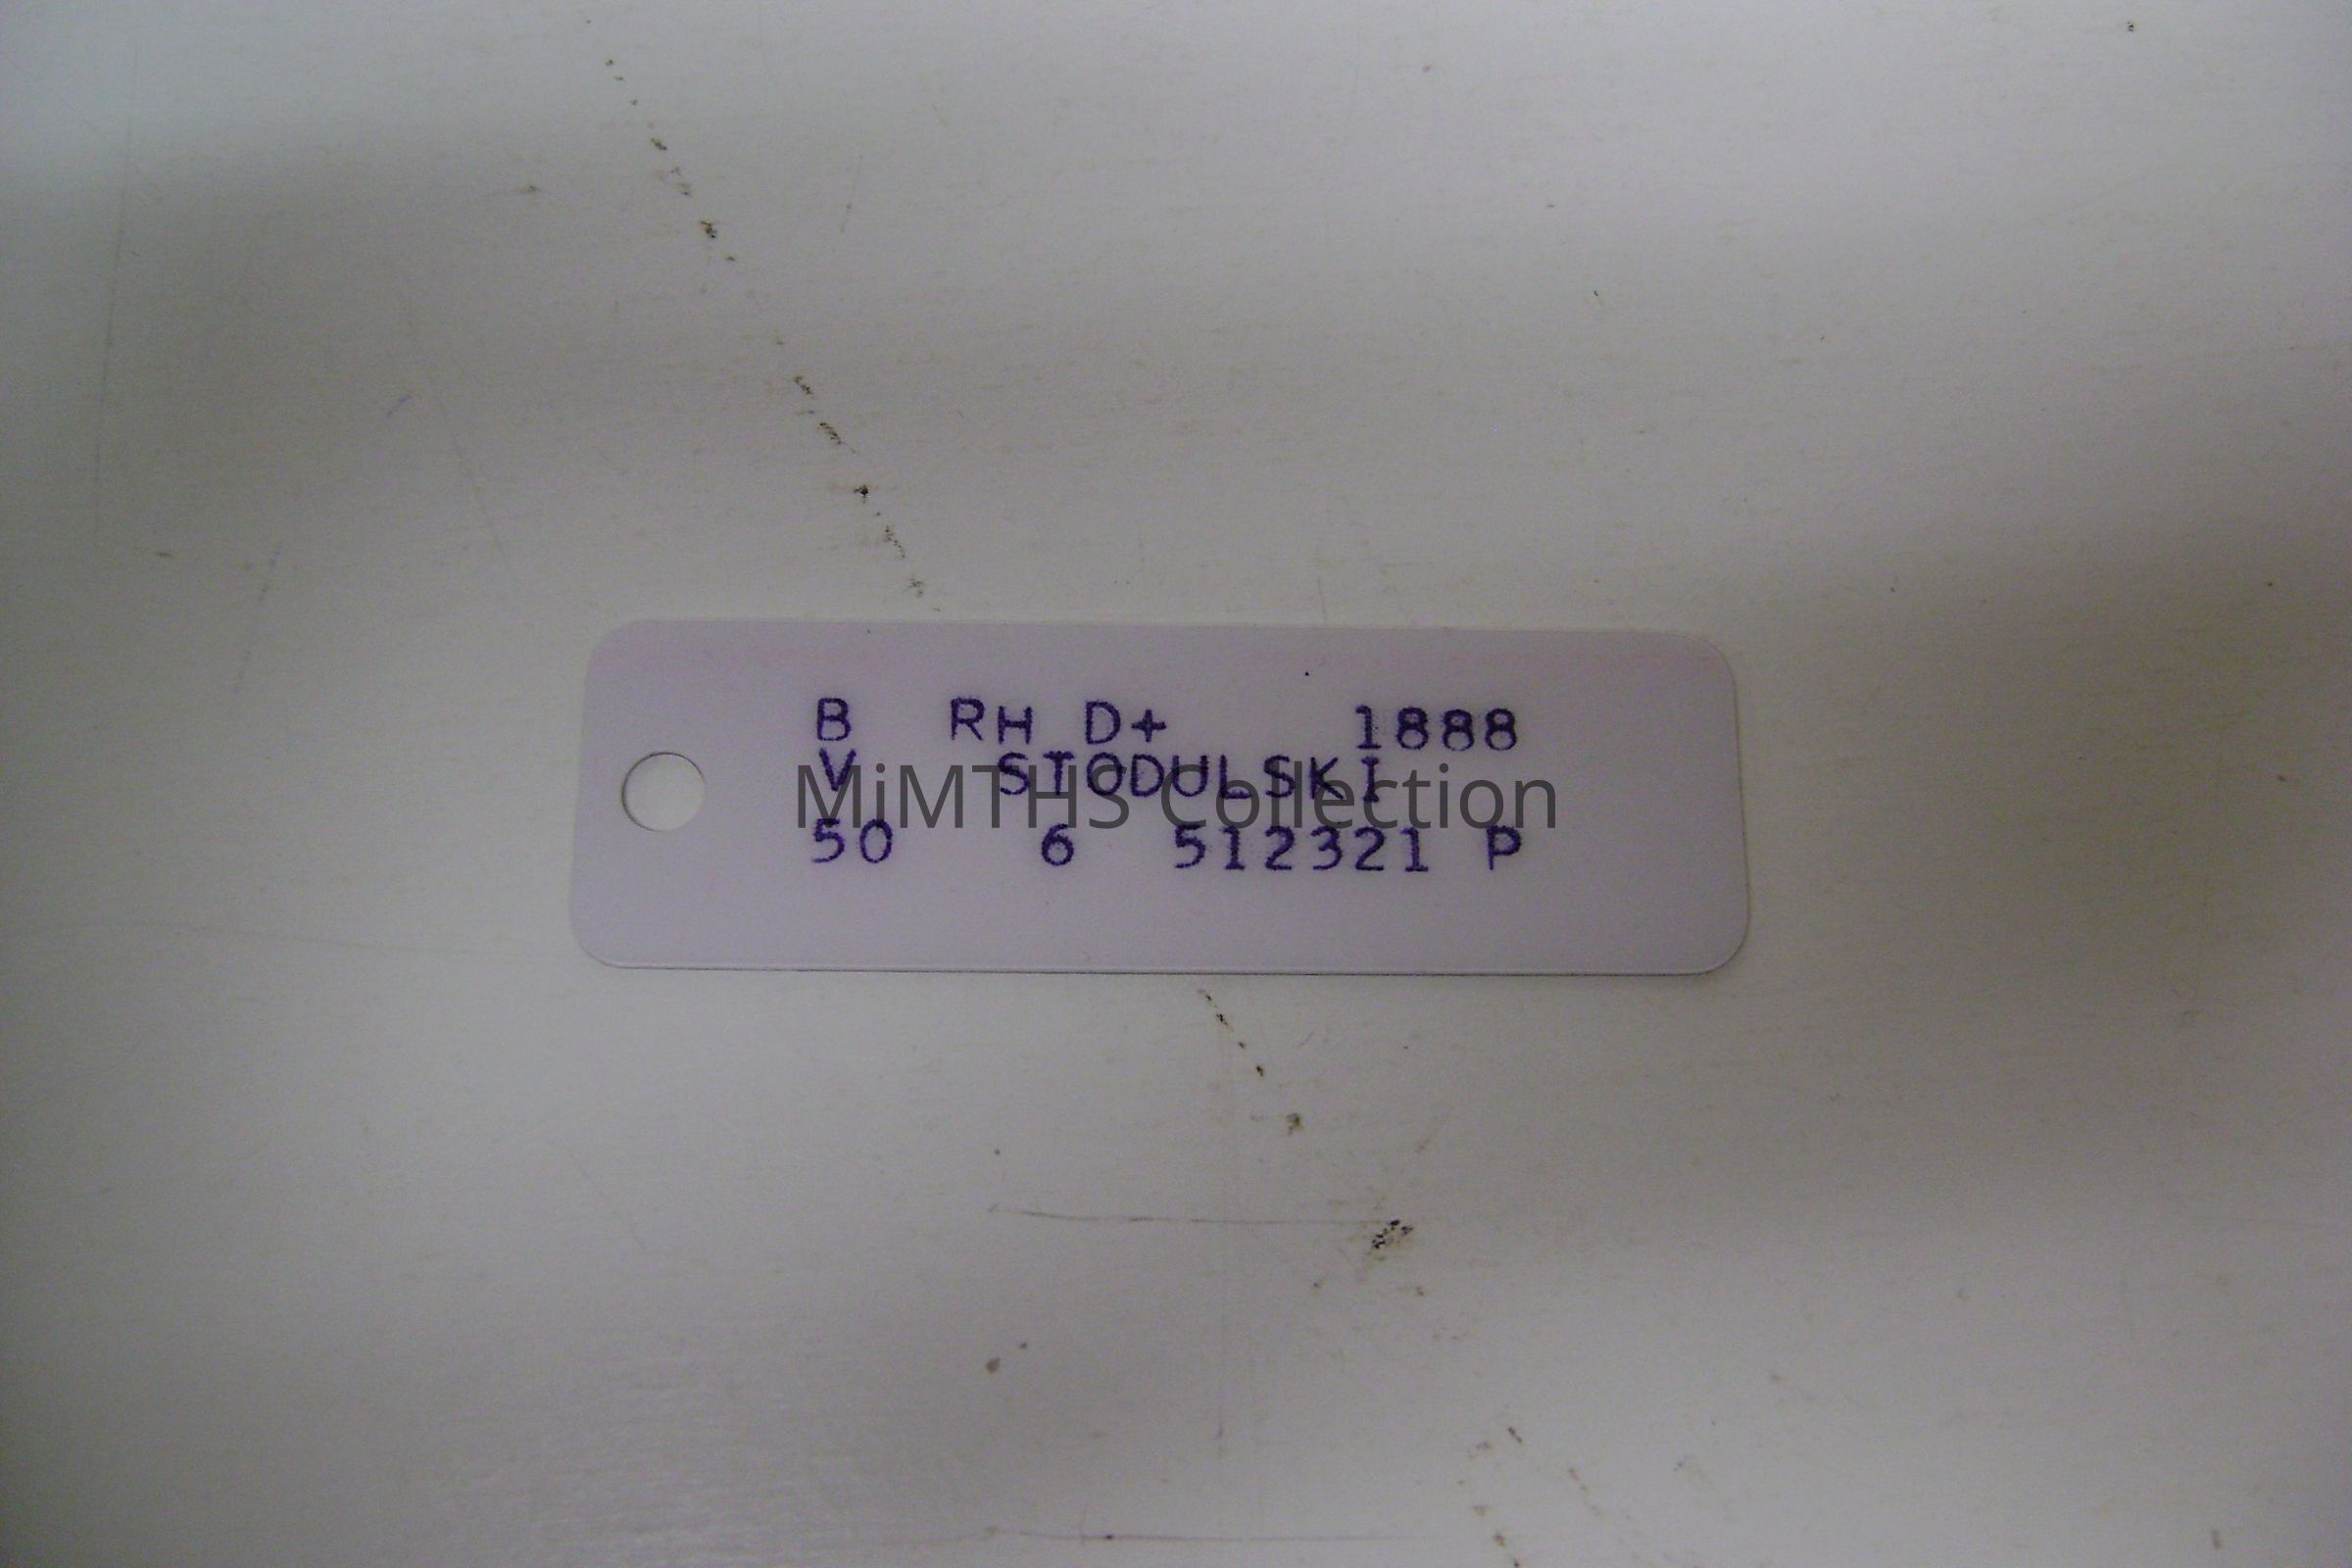 B RH D+ 1888
V STODULSKI
MiMTHS Collection
50 6 512321 P